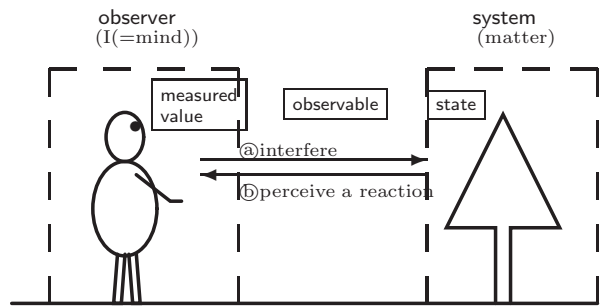 observer
(I(=mind))
system
(matter)
measured
value
observable
state
ⓐinterfere
ⓑperceive a reaction